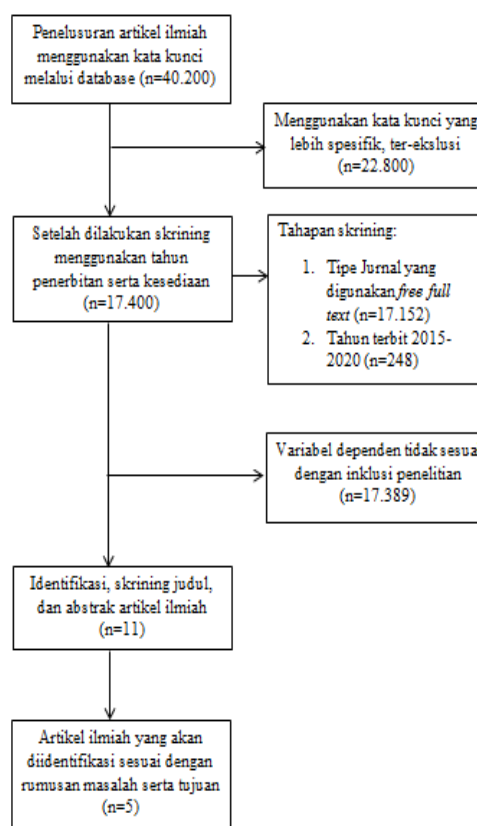 Penelusuran artikel ilmiah
menggunakan kata kunci
melalui database (n=40.200)
Menggunakan kata kunci yang
lebih spesifik, ter-ekslusi
(n=22.800)
Setelah dilakukan skrining
menggunakan tahun
penerbitan serta kesediaan
(n=17.400)
Tahapan skrining:
1. Tipe Jurnal yang
digunakan free full
text (n=17.152)
2. Tahun terbit 2015-
2020 (n=248)
Variabel dependen tidak sesuai
dengan inklusi penelitian
(n=17.389)
Identifikasi, skrining judul,
dan abstrak artikel ilmiah
(n=11)
Artikel ilmiah yang akan
diidentifikasi sesuai dengan
rumusan masalah serta tujuan
(n=5)